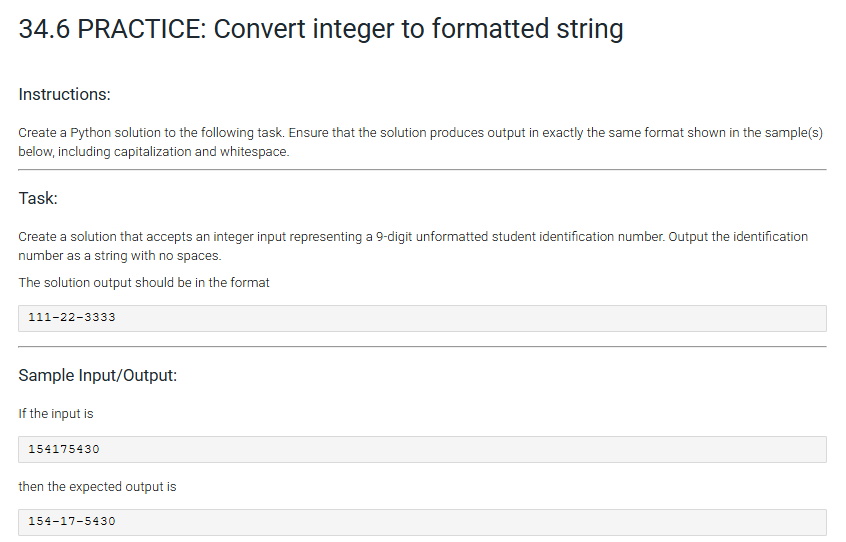 34.6 PRACTICE: Convert integer to formatted string
Instructions:
Create a Python solution to the following task. Ensure that the solution produces output in exactly the same format shown in the sample(s)
below, including capitalization and whitespace.
Task:
Create a solution that accepts an integer input representing a 9-digit unformatted student identification number. Output the identification
number as a string with no spaces.
The solution output should be in the format
111-22-3333
Sample Input/Output:
If the input is
154175430
then the expected output is
154-17-5430